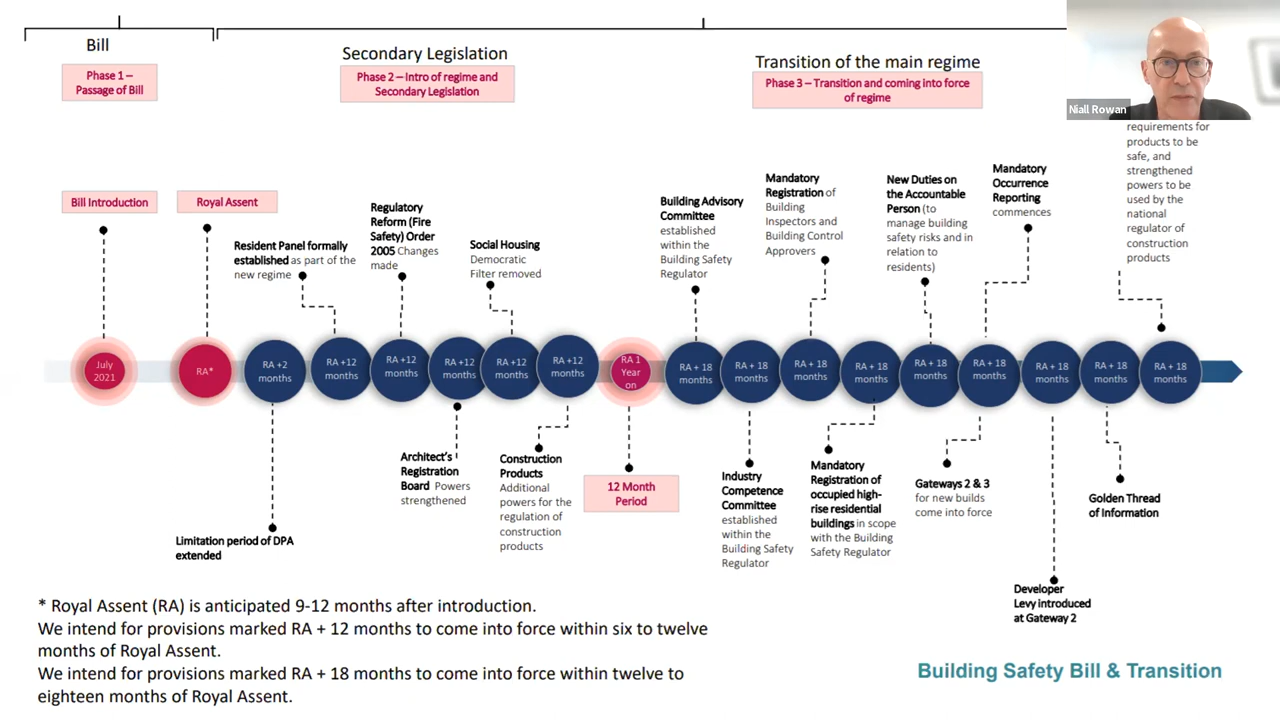 Bill
Phase 1 –
Passage of Bill
Secondary Legislation
Phase 2 – Intro of regime and
Secondary Legislation
Transition of the main regime
Phase 3 – Transition and coming into force
of regime
Niall Rowan
Bill Introduction
Royal Assent
Resident Panel formally
established as part of the
new regime
Regulatory
Reform (Fire
Safety) Order
2005 Changes
made
Social Housing
Democratic
Filter removed
Building Advisory
Committee
established
within the
Building Safety
Regulator
Mandatory
Registration of
Building
Inspectors and
Building Control
Approvers
New Duties on
the Accountable
Person (to
manage building
safety risks and in
relation to
residents)
Mandatory
Occurrence
Reporting
commences
requirements for
products to be
safe, and
strengthened
powers to be
used by the
national
regulator of
construction
products
July
2021
RA*
RA +2
months
RA +12
months
RA +12
months
RA +12
months
RA +12
months
RA +12
months
RA 1
Year
on
RA + 18
months
RA + 18
months
RA + 18
months
RA + 18
months
RA + 18
months
RA + 18
months
RA + 18
months
RA + 18
months
RA + 18
months
Limitation period of DPA
extended
Architect's
Registration
Board Powers
strengthened
Construction
Products
Additional
powers for the
regulation of
construction
products
12 Month
Period
Industry
Competence
Committee
established
within the
Building Safety
Regulator
Mandatory
Registration of
occupied high-
rise residential
buildings in scope
with the Building
Safety Regulator
Gateways 2 & 3
for new builds
come into force
Developer
Levy introduced
at Gateway 2
Golden Thread
of Information
* Royal Assent (RA) is anticipated 9-12 months after introduction.
We intend for provisions marked RA + 12 months to come into force within six to twelve
months of Royal Assent.
We intend for provisions marked RA + 18 months to come into force within twelve to
eighteen months of Royal Assent.
Building Safety Bill & Transition